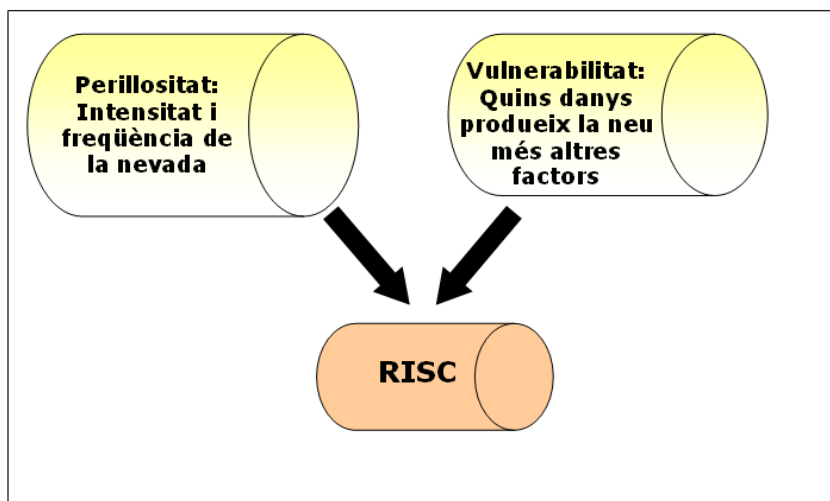 Perillositat:
Intensitat i
freqüència de
la nevada
Vulnerabilitat:
Quins danys
produeix la neu
més altres
factors
RISC